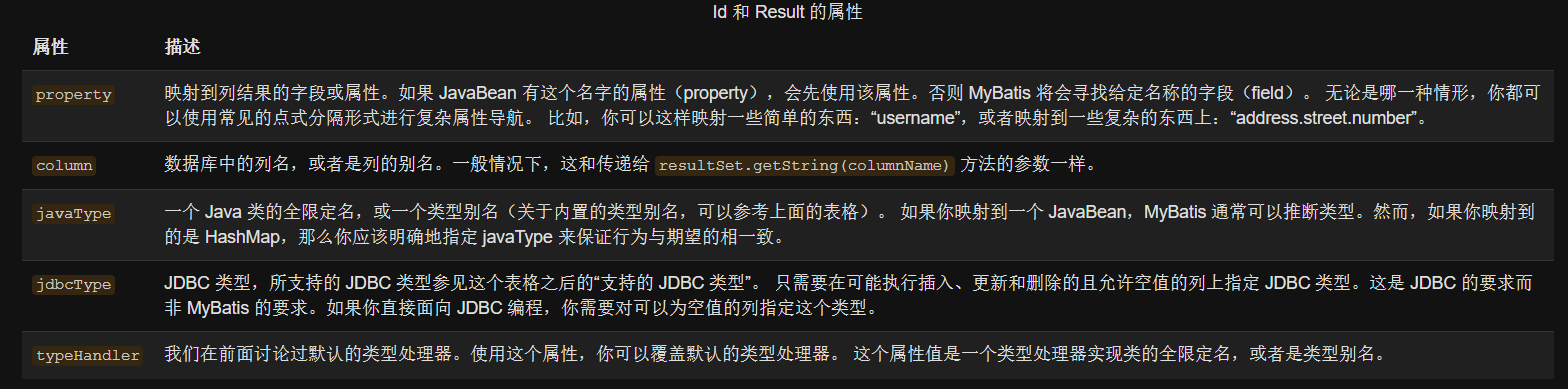 Id 和 Result 的属性
属性 描述
property 映射到列结果的字段或属性。如果 JavaBean 有这个名字的属性（property），会先使用该属性。否则 MyBatis 将会寻找给定名称的字段（field）。 无论是哪一种情形，你都可
以使用常见的点式分隔形式进行复杂属性导航。 比如，你可以这样映射一些简单的东西：“username”，或者映射到一些复杂的东西上：“address.street.number”。
column 数据库中的列名，或者是列的别名。一般情况下，这和传递给 resultSet.getString(columnName) 方法的参数一样。
javaType 一个 Java 类的全限定名，或一个类型别名（关于内置的类型别名，可以参考上面的表格）。 如果你映射到一个 JavaBean，MyBatis 通常可以推断类型。然而，如果你映射到
的是 HashMap，那么你应该明确地指定 javaType 来保证行为与期望的相一致。
jdbcType JDBC 类型，所支持的 JDBC 类型参见这个表格之后的“支持的 JDBC 类型”。 只需要在可能执行插入、更新和删除的且允许空值的列上指定 JDBC 类型。这是 JDBC 的要求而
非 MyBatis 的要求。如果你直接面向 JDBC 编程，你需要对可以为空值的列指定这个类型。
typeHandler 我们在前面讨论过默认的类型处理器。使用这个属性，你可以覆盖默认的类型处理器。 这个属性值是一个类型处理器实现类的全限定名，或者是类型别名。